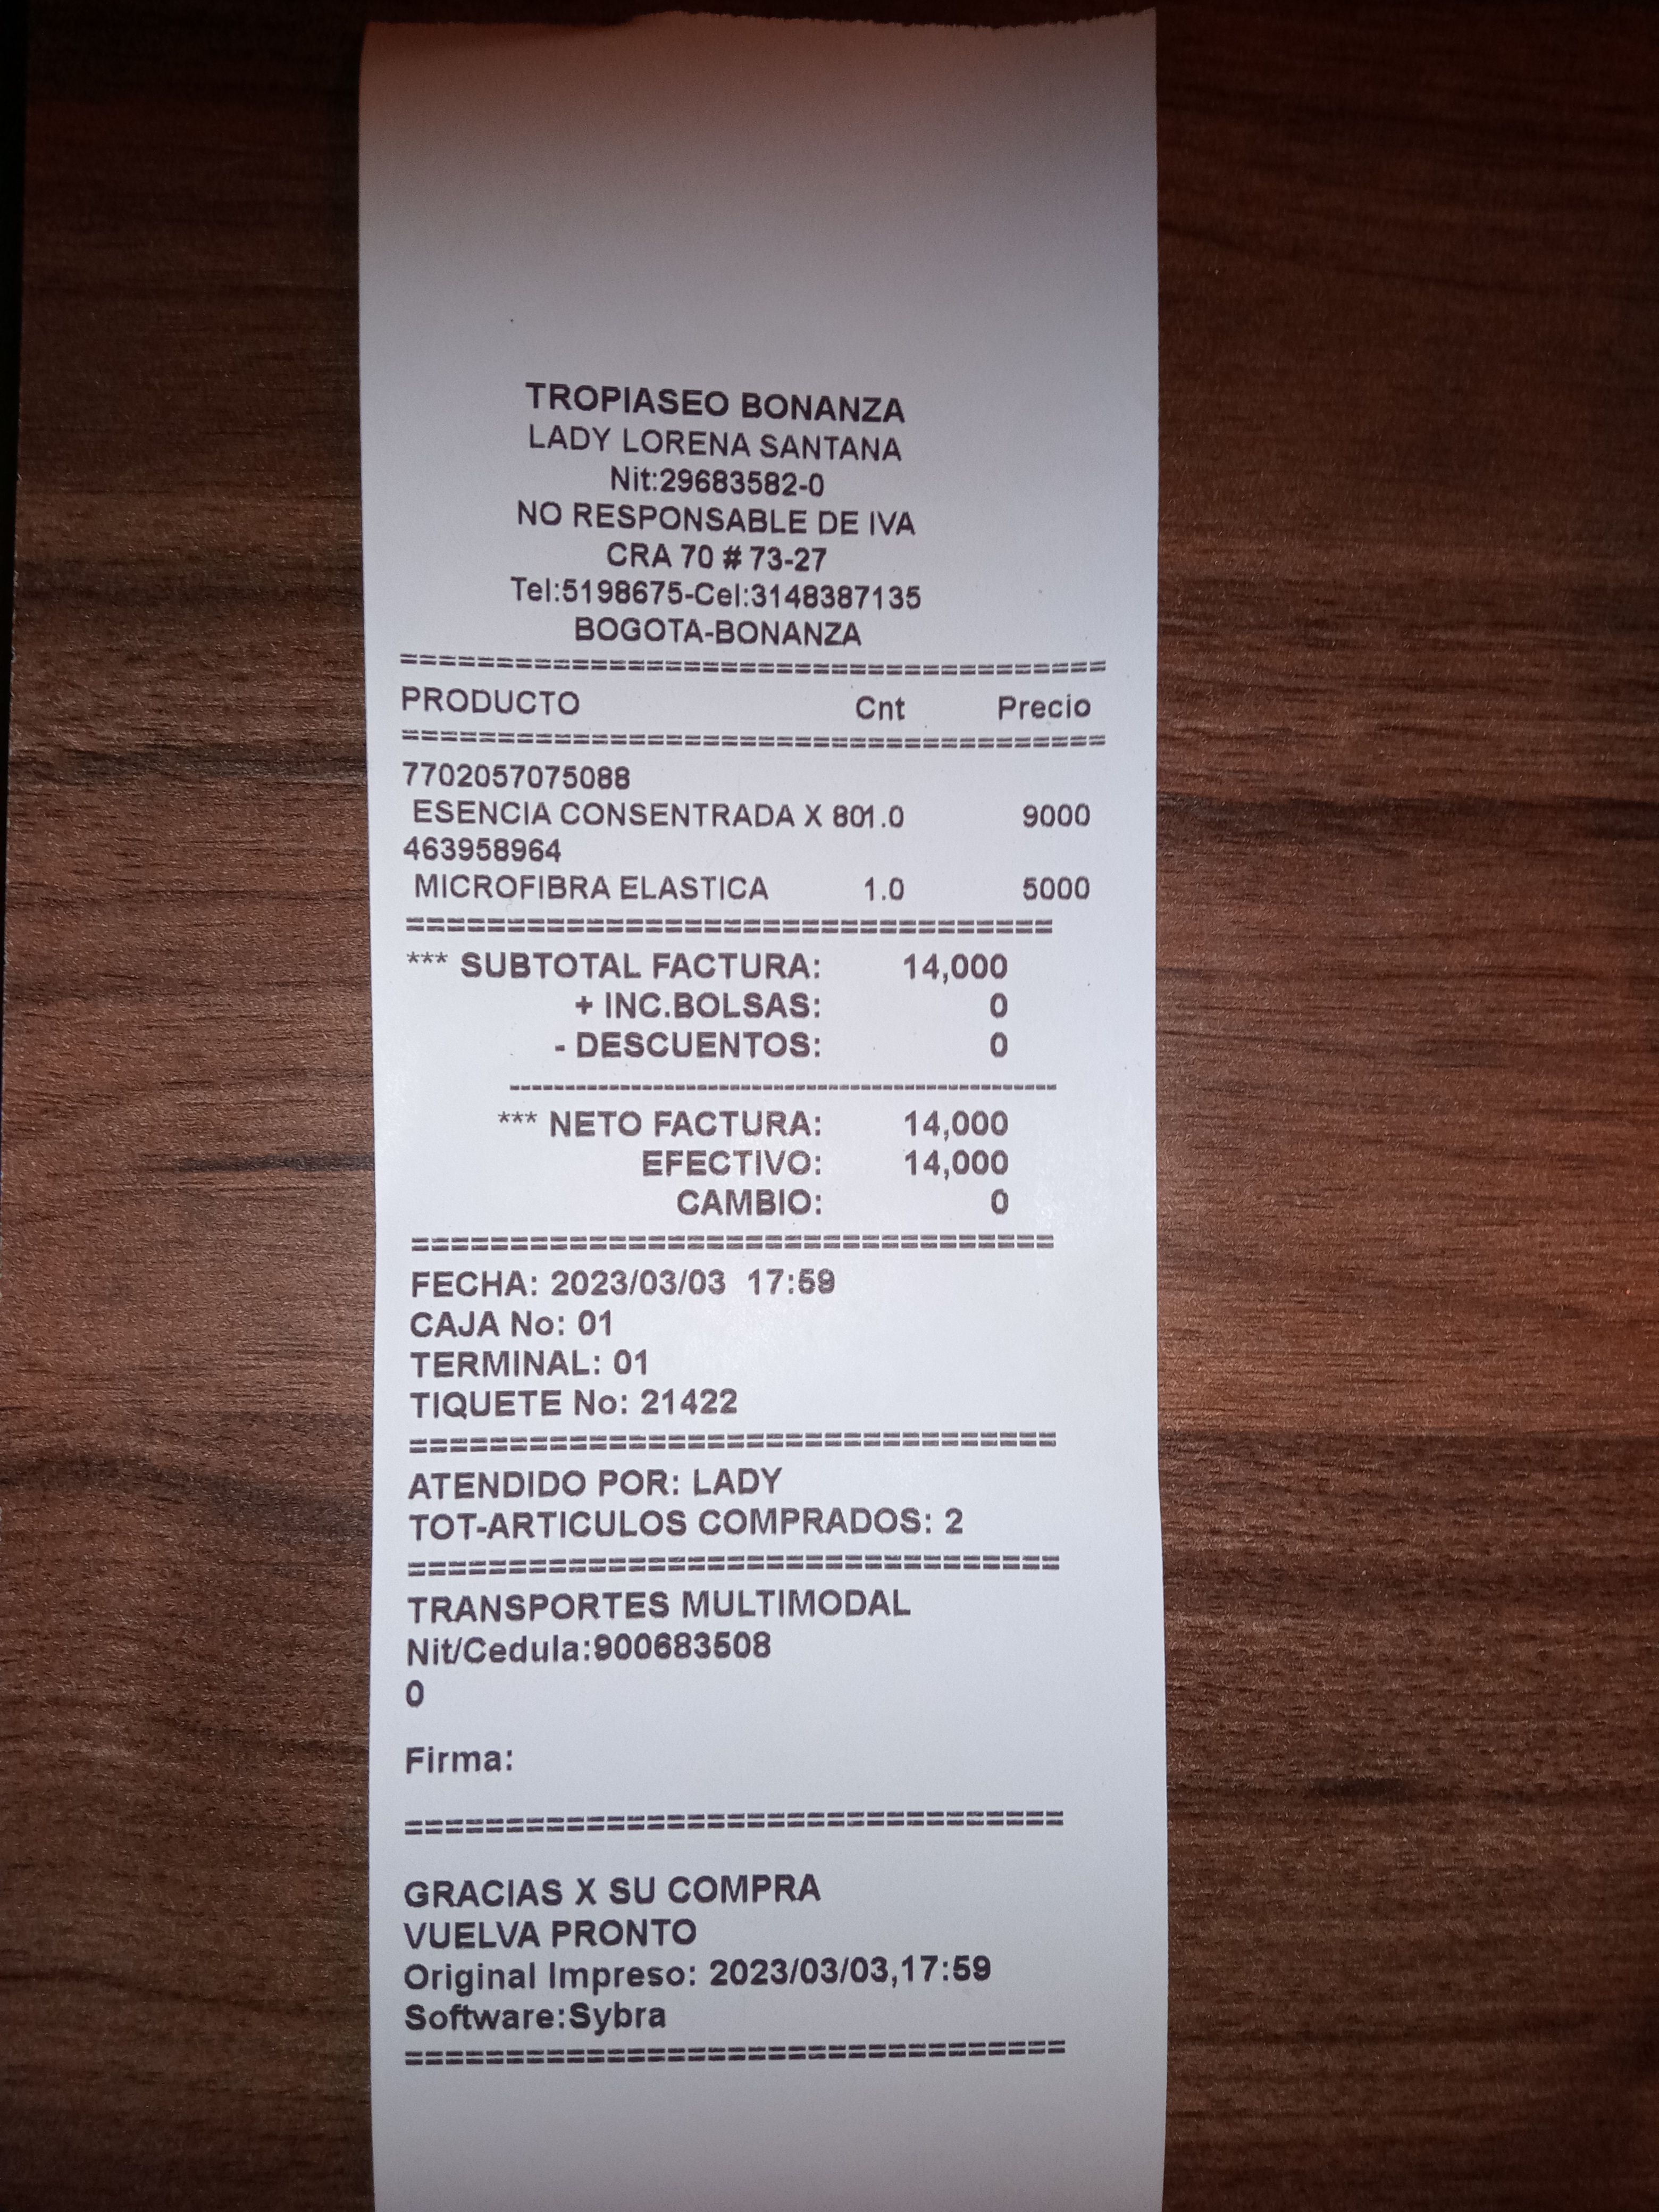 TROPIASEO BONANZA
LADY LORENA SANTANA
Nit:29683582-0
NO RESPONSABLE DE IVA
CRA 70 # 73-27
Tel:5198675-Cel:3148387135
BOGOTA-BONANZA
================================
PRODUCTO Cnt Precio
================================
7702057075088
ESENCIA CONSENTRADA X 801.0 9000
463958964
MICROFIBRA ELASTICA 1.0 5000
================================
*** SUBTOTAL FACTURA: 14,000
+ INC.BOLSAS: 0
- DESCUENTOS: 0
--------------------------------------------
*** NETO FACTURA: 14,000
EFECTIVO: 14,000
CAMBIO: 0
================================
FECHA: 2023/03/03 17:59
CAJA No: 01
TERMINAL: 01
TIQUETE No: 21422
================================
ATENDIDO POR: LADY
TOT-ARTICULOS COMPRADOS: 2
================================
TRANSPORTES MULTIMODAL
Nit/Cedula:900683508
0
Firma:
================================
GRACIAS X SU COMPRA
VUELVA PRONTO
Original Impreso: 2023/03/03,17:59
Software:Sybra
================================